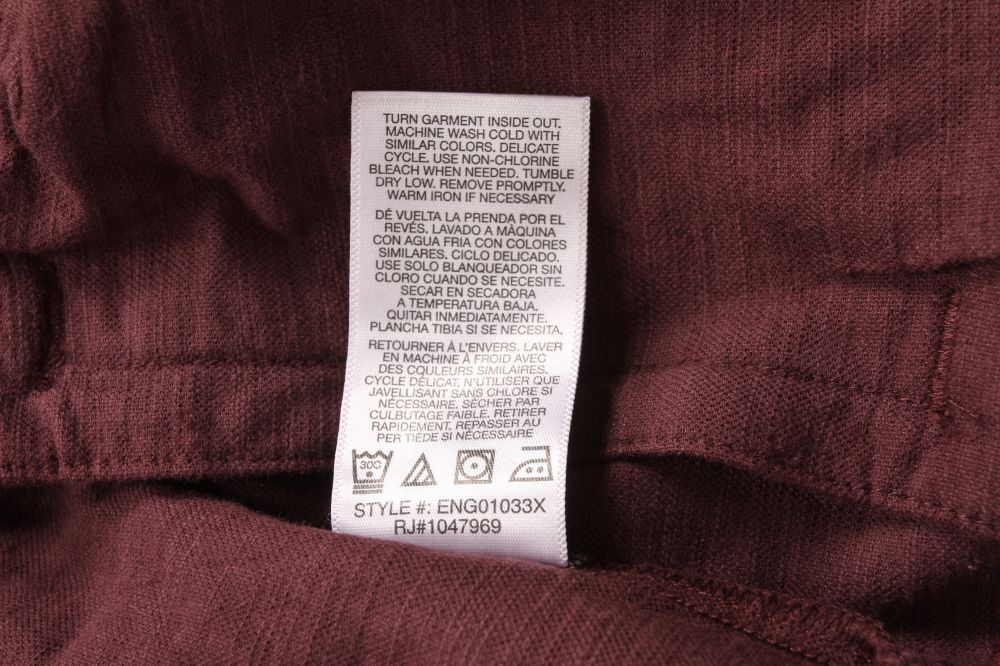 TURN GARMENT INSIDE OUT.
MACHINE WASH COLD WITH
SIMILAR COLORS. DELICATE
CYCLE. USE NON-CHLORINE
BLEACH WHEN NEEDED. TUMBLE
DRY LOW. REMOVE PROMPTLY.
WARM IRON IF NECESSARY
DÉ VUELTA LA PRENDA POR EL
REVÉS. LAVADO A MÀQUINA
CON AGUA FRIA CON COLORES
SIMILARES. CICLO DELICADO.
USE SOLO BLANQUEADOR SIN
CLORO CUANDO SE NECESITE.
SECAR EN SECADORA
A TEMPERATURA BAJA.
QUITAR INMEDIATAMENTE.
PLANCHA TIBIA SI SE NECESITA.
RETOURNER À L'ENVERS. LAVER
EN MACHINE À FROID AVEC
DES COULEURS SIMILAIRES.
CYCLE DÉLICAT. N'UTILISER QUE
JAVELLISANT SANS CHLORE SI
NÉCESSAIRE. SÉCHER PAR
CULBUTAGE FAIBLE. RETIRER
RAPIDEMENT. REPASSER AU
PER TIÈDE SI NÉCESSAIRE
30C
STYLE #: ENG01033X
RJ#1047969